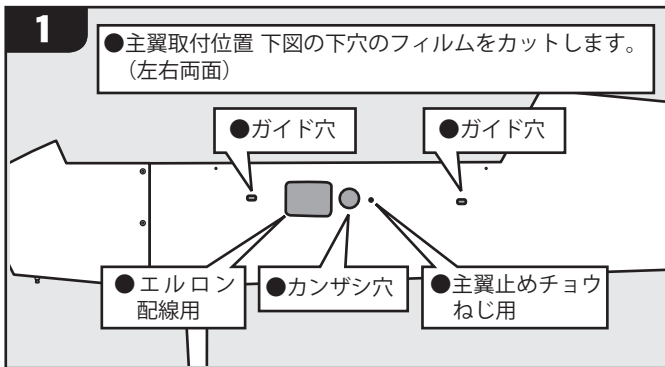 1
●主翼取付位置 下図の下穴のフィルムをカットします。
（左右両面）
●ガイド穴
●ガイド穴
●エルロン
配線用
●カンザシ穴
●主翼止めチョウ
ねじ用